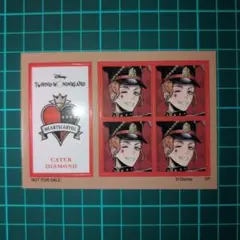 Disney
TWISTED-WONDERLAND
HEARTSLABYUL
CATER
DIAMOND
NOT FOR SALE
©Disney